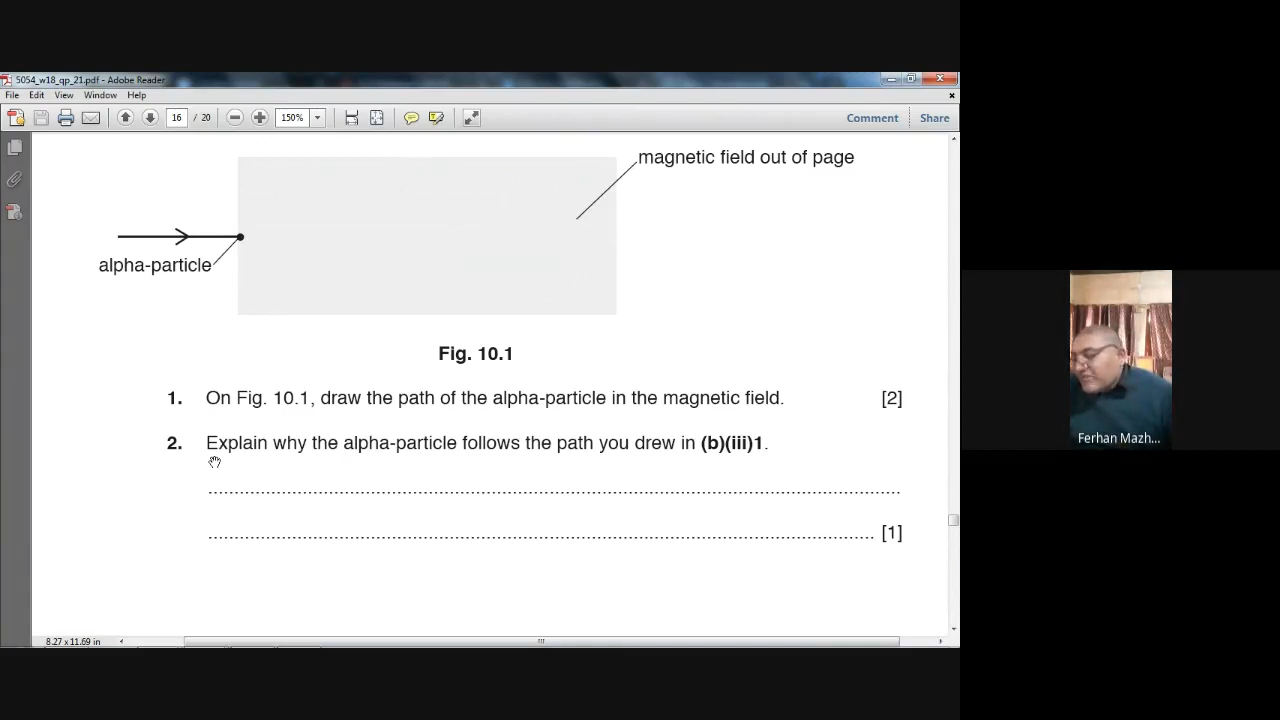 5054_w18_qp_21.pdf - Adobe Reader
File Edit View Window Help
16 / 20 150% Comment Share
magnetic field out of page
alpha-particle
Fig. 10.1
1. On Fig. 10.1, draw the path of the alpha-particle in the magnetic field. [2]
2. Explain why the alpha-particle follows the path you drew in (b)(iii)1.
.......................................................................................................................
................................................................................................................... [1]
8.27 x 11.69 in
Ferhan Mazh...